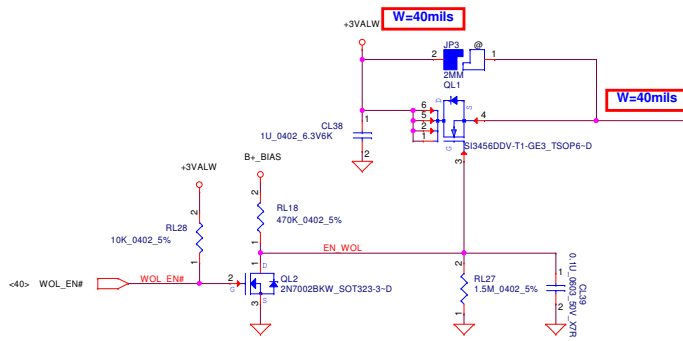 W=40mils
+3VALW
JP3
@
2
1
2MM
QL1
W=40mils
D
S
6
5
2
1
4
G
3
SI3456DDV-T1-GE3_TSOP6~D
CL38
1U_0402_6.3V6K
1
2
+3VALW
B+_BIAS
2
RL28
10K_0402_5%
1
2
RL18
470K_0402_5%
1
EN_WOL
<40>
WOL_EN#
WOL_EN#
2
G
1
D
S
3
QL2
2N7002BKW_SOT323-3~D
2
RL27
1.5M_0402_5%
1
1
2
CL39
0.1U_0603_50V_X7R